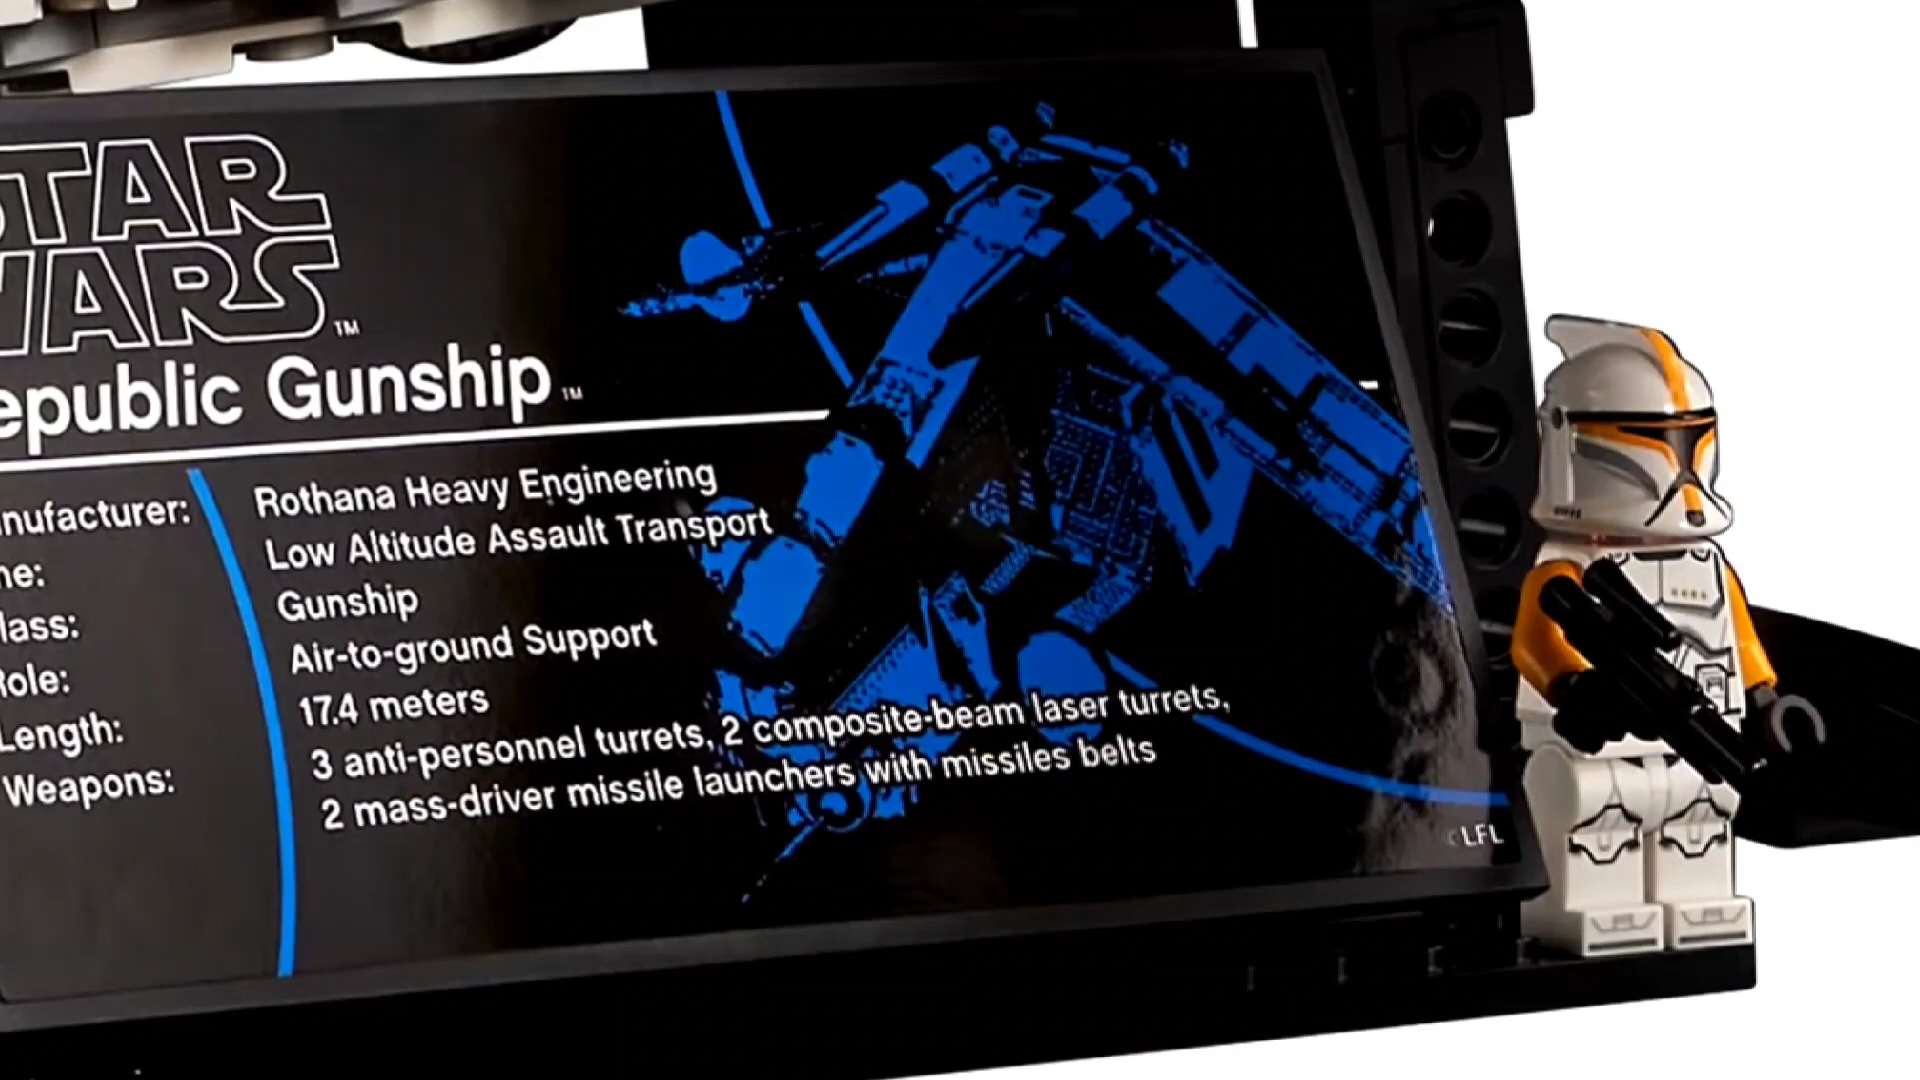 STAR
WARS™
epublic Gunship™
nufacturer: Rothana Heavy Engineering
ne: Low Altitude Assault Transport
lass: Gunship
Role: Air-to-ground Support
Length: 17.4 meters
Weapons: 3 anti-personnel turrets, 2 composite-beam laser turrets,
2 mass-driver missile launchers with missiles belts
LFL